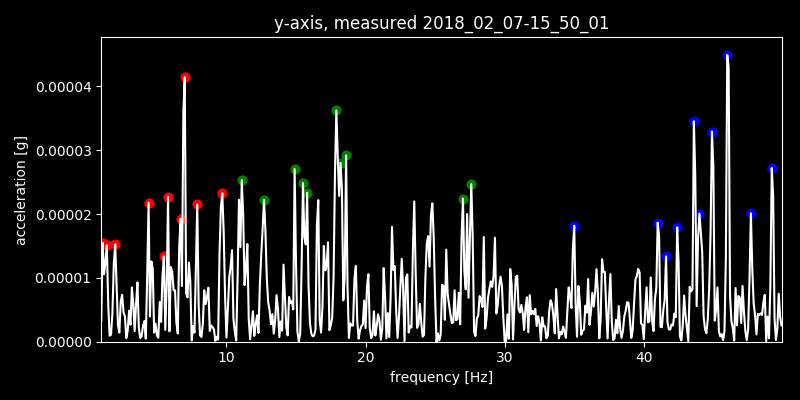 y-axis, measured 2018_02_07-15_50_01
acceleration [g]
0.00004
0.00003
0.00002
0.00001
0.00000
10 20 30 40
frequency [Hz]